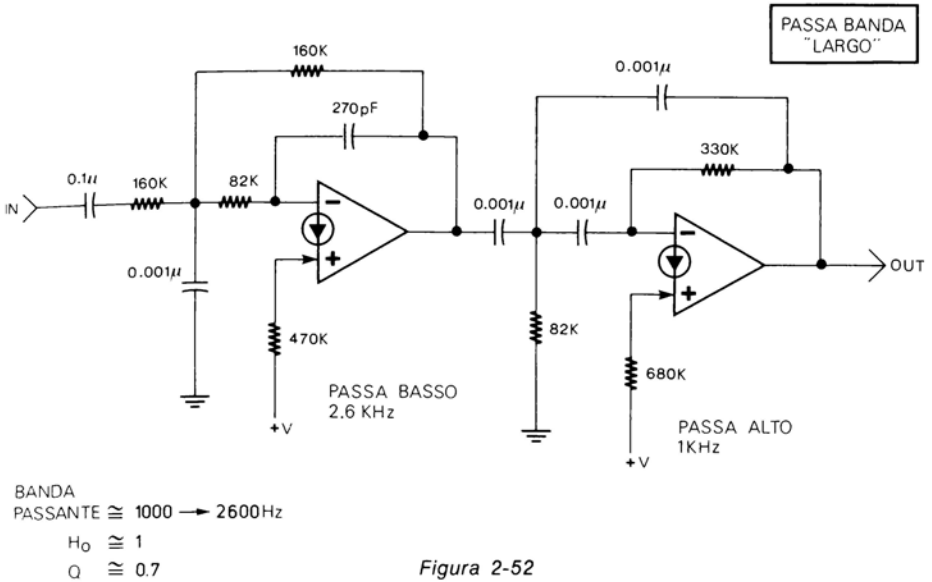 PASSA BANDA
"LARGO"
160K
0.001μ
270pF
330K
0.1μ
160K
82K
0.001μ
0.001μ
IN
−
+
−
+
OUT
0.001μ
470K
82K
680K
PASSA BASSO
2.6 KHz
PASSA ALTO
1KHz
+V
+V
BANDA
PASSANTE ≅ 1000 → 2600Hz
Ho ≅ 1
Q ≅ 0.7
Figura 2-52